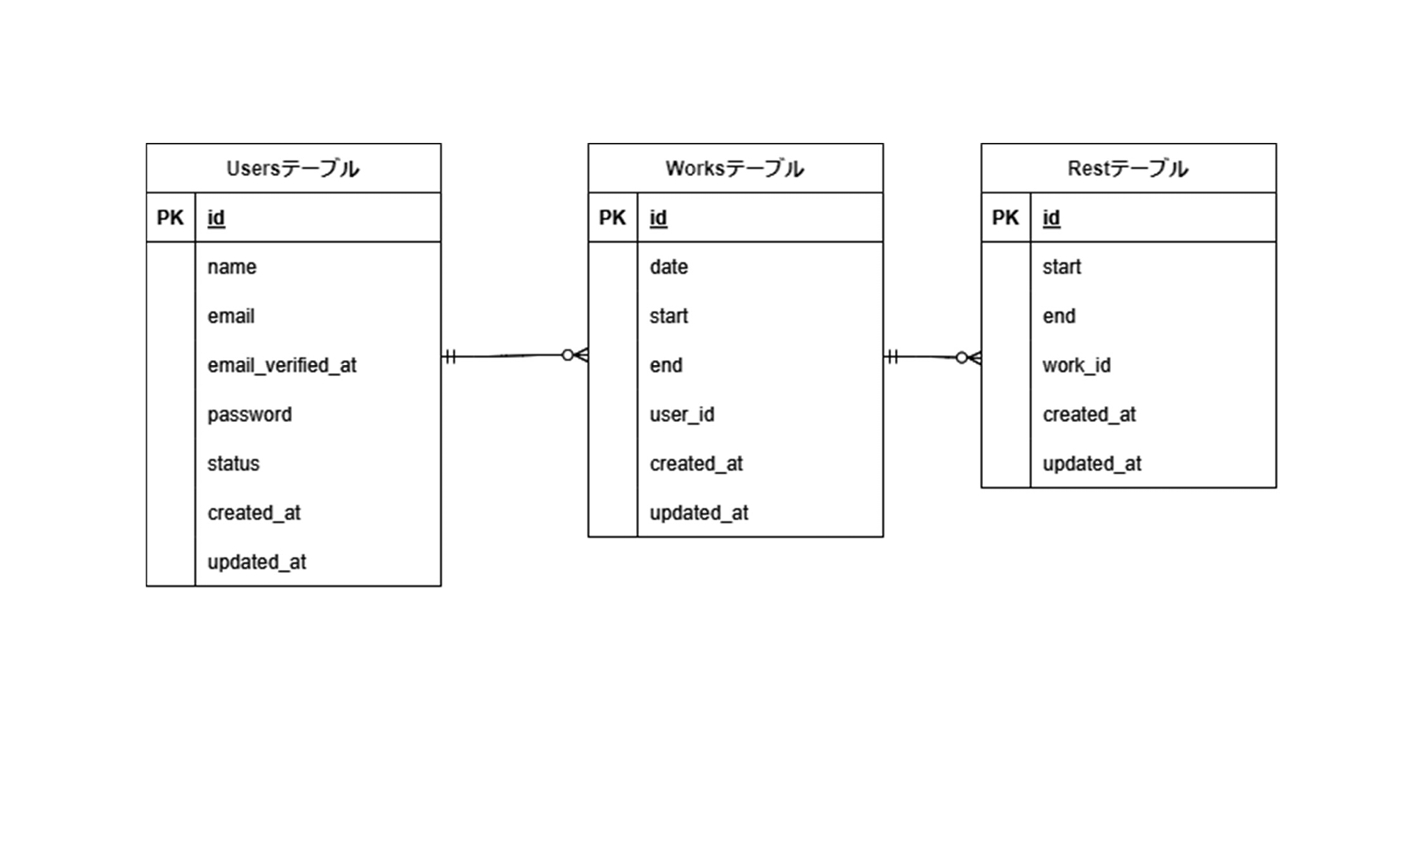 Usersテーブル
PK id
name
email
email_verified_at
password
status
created_at
updated_at
Worksテーブル
PK id
date
start
end
user_id
created_at
updated_at
Restテーブル
PK id
start
end
work_id
created_at
updated_at